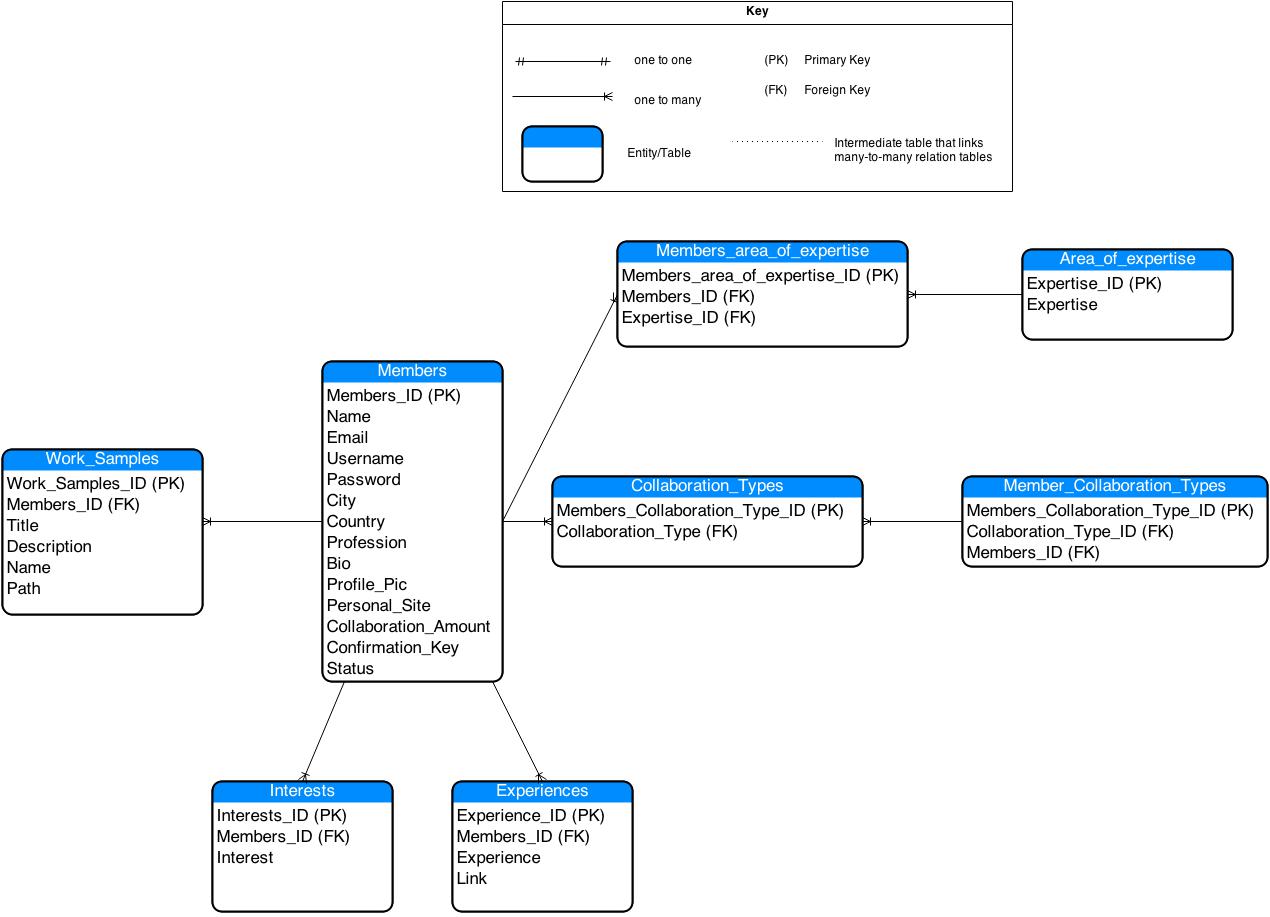 Key
one to one
(PK) Primary Key
one to many
(FK) Foreign Key
Entity/Table
Intermediate table that links
many-to-many relation tables
Members_area_of_expertise
Members_area_of_expertise_ID (PK)
Members_ID (FK)
Expertise_ID (FK)
Area_of_expertise
Expertise_ID (PK)
Expertise
Members
Members_ID (PK)
Name
Email
Username
Password
City
Country
Profession
Bio
Profile_Pic
Personal_Site
Collaboration_Amount
Confirmation_Key
Status
Work_Samples
Work_Samples_ID (PK)
Members_ID (FK)
Title
Description
Name
Path
Collaboration_Types
Members_Collaboration_Type_ID (PK)
Collaboration_Type (FK)
Member_Collaboration_Types
Members_Collaboration_Type_ID (PK)
Collaboration_Type_ID (FK)
Members_ID (FK)
Interests
Interests_ID (PK)
Members_ID (FK)
Interest
Experiences
Experience_ID (PK)
Members_ID (FK)
Experience
Link